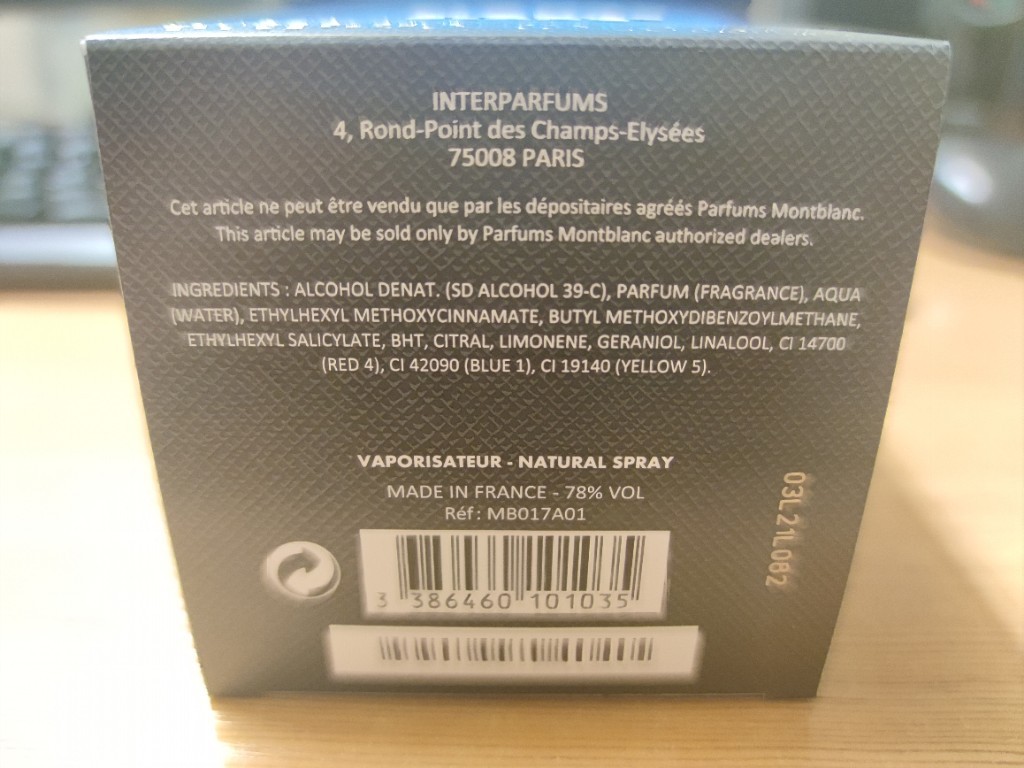 INTERPARFUMS
4, Rond-Point des Champs-Elysées
75008 PARIS
Cet article ne peut être vendu que par les dépositaires agréés Parfums Montblanc.
This article may be sold only by Parfums Montblanc authorized dealers.
INGREDIENTS : ALCOHOL DENAT. (SD ALCOHOL 39-C), PARFUM (FRAGRANCE), AQUA
(WATER), ETHYLHEXYL METHOXYCINNAMATE, BUTYL METHOXYDIBENZOYLMETHANE,
ETHYLHEXYL SALICYLATE, BHT, CITRAL, LIMONENE, GERANIOL, LINALOOL, CI 14700
(RED 4), CI 42090 (BLUE 1), CI 19140 (YELLOW 5).
VAPORISATEUR - NATURAL SPRAY
MADE IN FRANCE - 78% VOL
Réf : MB017A01
3 386460 101035
03L21L082